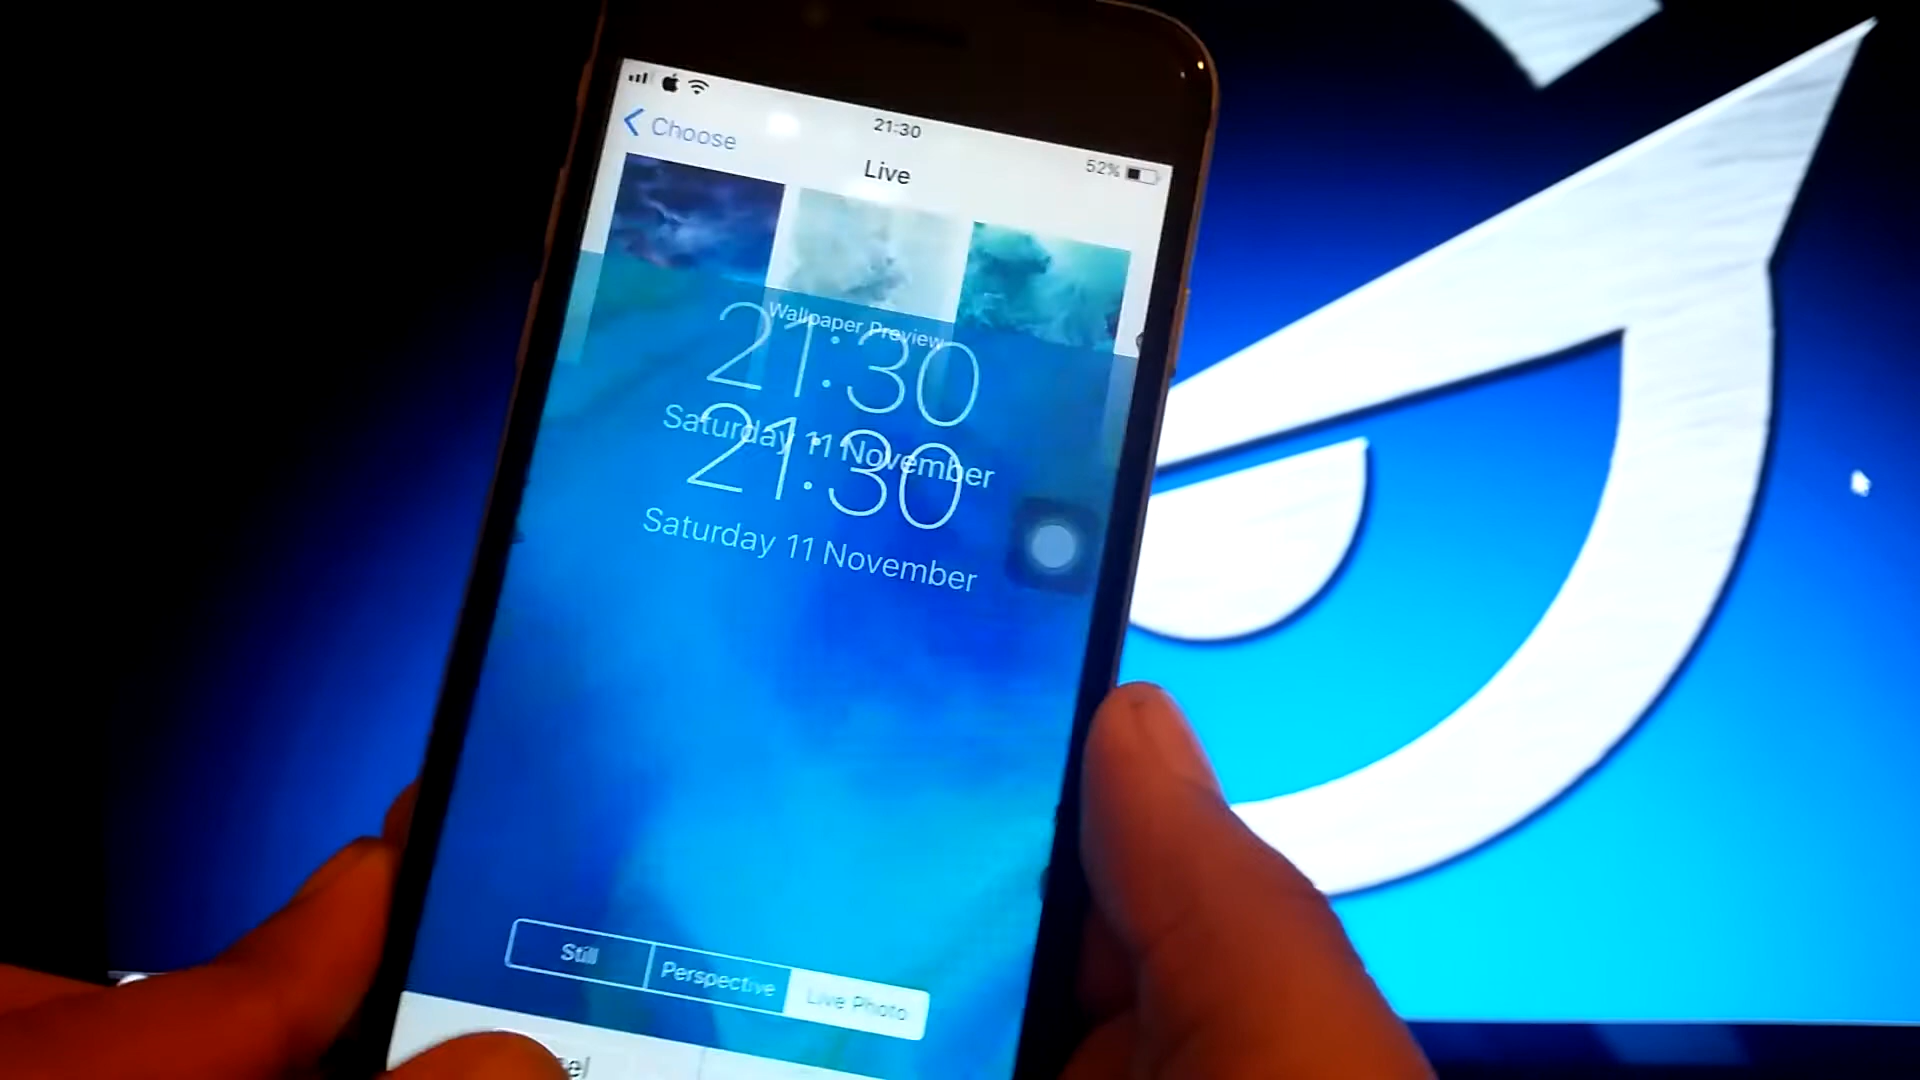 21:30
Choose
52%
Live
Wallpaper Preview
21:30
Saturday 11 November
21:30
Saturday 11 November
Still
Perspective
Live Photo